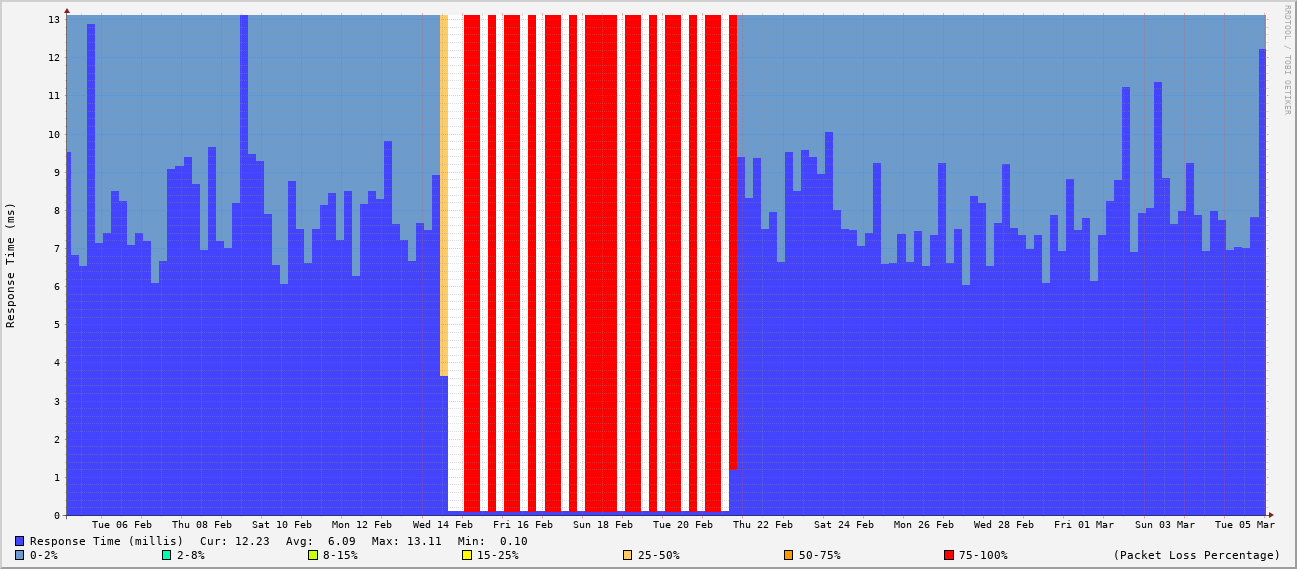 RRDTOOL / TOBI OETIKER
Response Time (ms)
13
12
11
10
9
8
7
6
5
4
3
2
1
0
Tue 06 Feb Thu 08 Feb Sat 10 Feb Mon 12 Feb Wed 14 Feb Fri 16 Feb Sun 18 Feb Tue 20 Feb Thu 22 Feb Sat 24 Feb Mon 26 Feb Wed 28 Feb Fri 01 Mar Sun 03 Mar Tue 05 Mar
Response Time (millis) Cur: 12.23 Avg: 6.09 Max: 13.11 Min: 0.10
0-2% 2-8% 8-15% 15-25% 25-50% 50-75% 75-100% (Packet Loss Percentage)